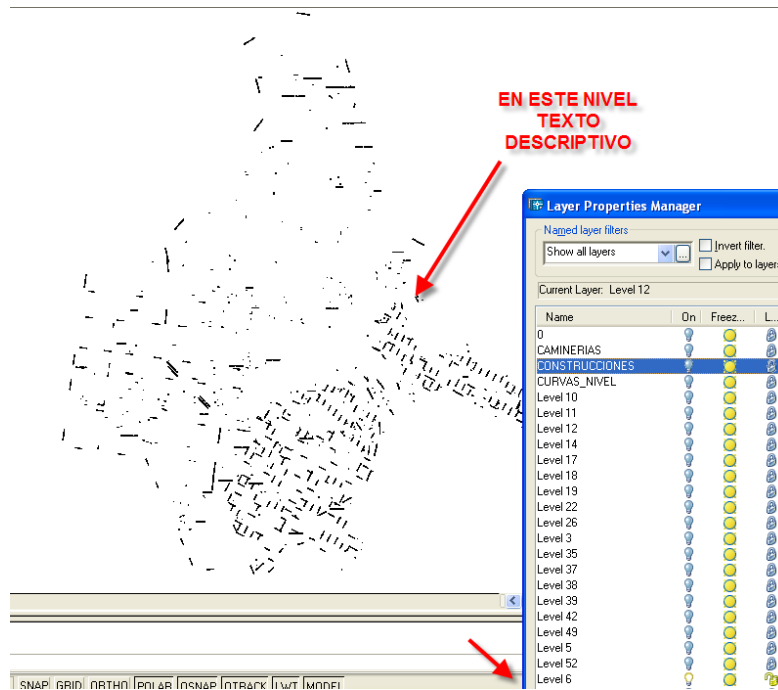 EN ESTE NIVEL
TEXTO
DESCRIPTIVO
Layer Properties Manager
Named layer filters
Show all layers
...
Invert filter.
Apply to layers
Current Layer: Level 12
Name On Freez... L...
0
CAMINERIAS
CONSTRUCCIONES
CURVAS_NIVEL
Level 10
Level 11
Level 12
Level 14
Level 17
Level 18
Level 19
Level 22
Level 26
Level 3
Level 35
Level 37
Level 38
Level 39
Level 42
Level 49
Level 5
Level 52
Level 6
SNAP GRID ORTHO POLAR OSNAP OTRACK LWT MODEL